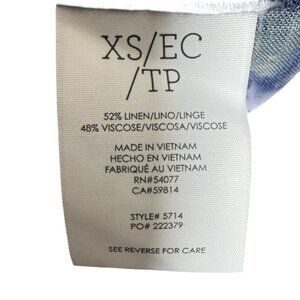 XS/EC
/TP
52% LINEN/LINO/LINGE
48% VISCOSE/VISCOSA/VISCOSE
MADE IN VIETNAM
HECHO EN VIETNAM
FABRIQUÉ AU VIETNAM
RN#54077
CA#59814
STYLE# 5714
PO# 222379
SEE REVERSE FOR CARE